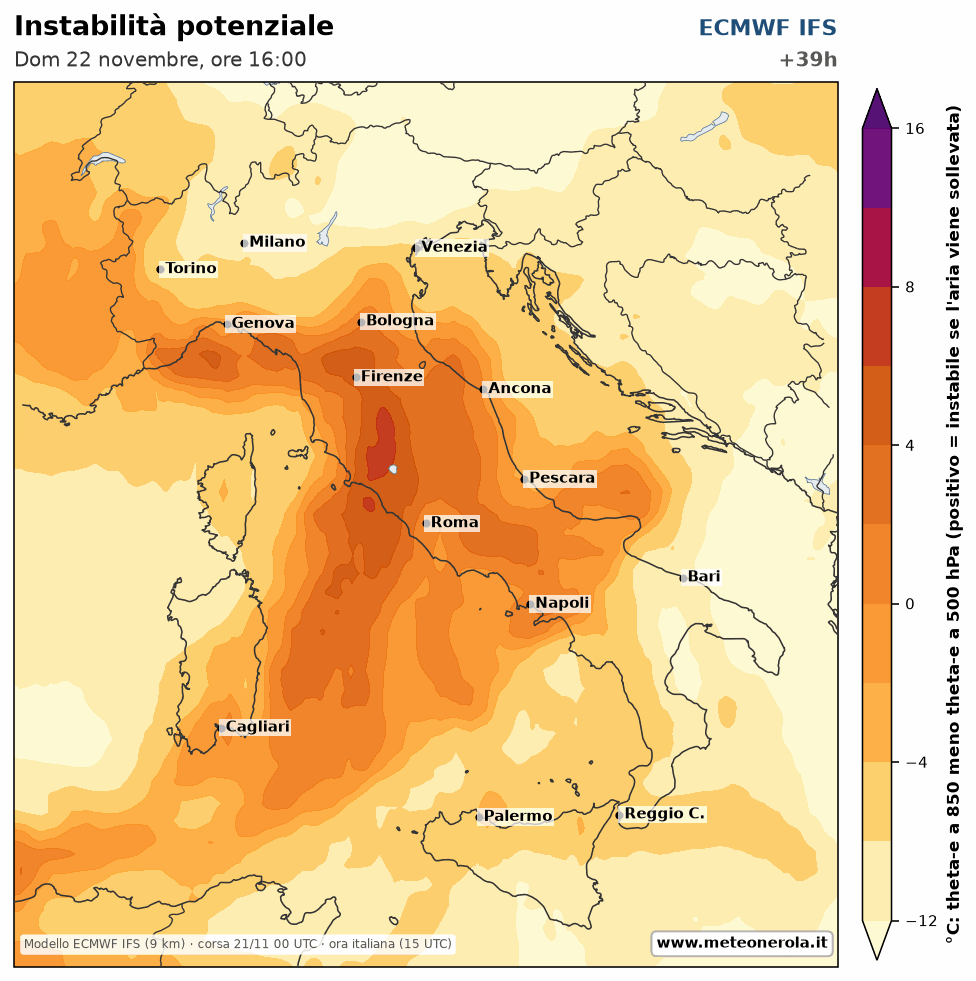 Instabilità potenziale
ECMWF IFS
Dom 22 novembre, ore 16:00
+39h
Milano
Venezia
Torino
Genova
Bologna
Firenze
Ancona
Pescara
Roma
Bari
Napoli
Cagliari
Palermo
Reggio C.
16
8
4
0
−4
−12
°C: theta-e a 850 meno theta-e a 500 hPa (positivo = instabile se l'aria viene sollevata)
Modello ECMWF IFS (9 km) · corsa 21/11 00 UTC · ora italiana (15 UTC)
www.meteonerola.it